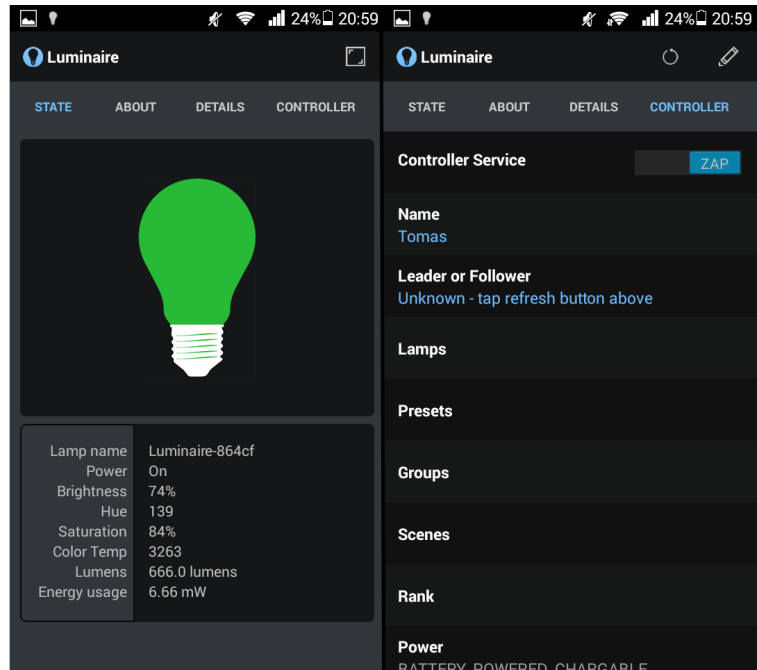 24% 20:59
Luminaire
STATE ABOUT DETAILS CONTROLLER
Lamp name Luminaire-864cf
Power On
Brightness 74%
Hue 139
Saturation 84%
Color Temp 3263
Lumens 666.0 lumens
Energy usage 6.66 mW
24% 20:59
Luminaire
STATE ABOUT DETAILS CONTROLLER
Controller Service ZAP
Name
Tomas
Leader or Follower
Unknown - tap refresh button above
Lamps
Presets
Groups
Scenes
Rank
Power
BATTERY_POWERED_CHARGABLE